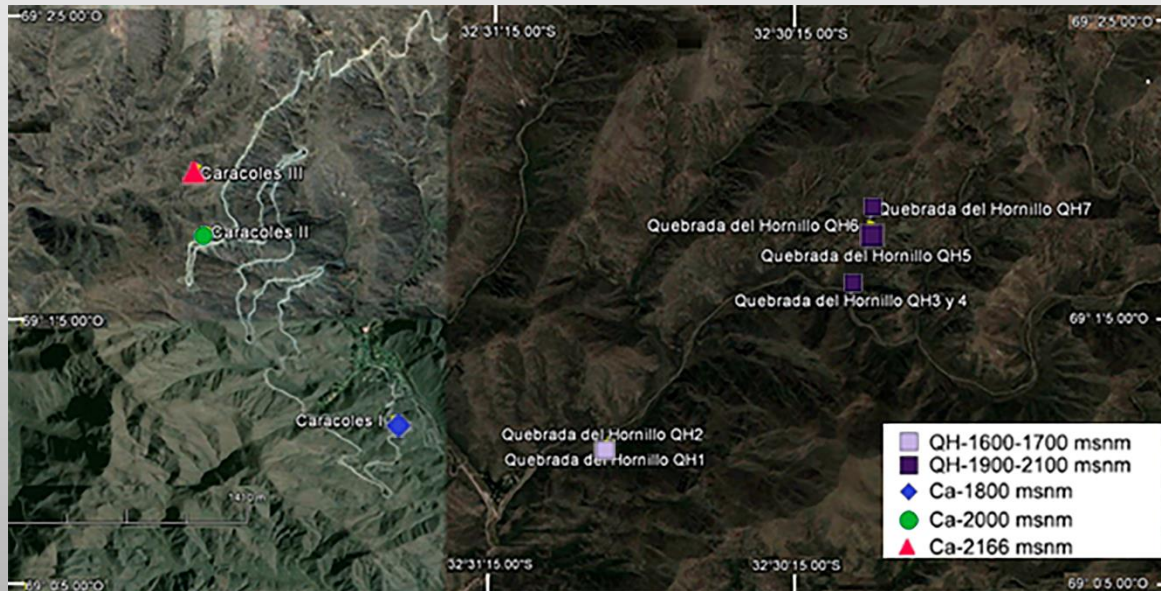 69° 2'5 00"O
32°31'15 00"S
32°30'15 00"S
69° 2'5 00"O
Caracoles III
Quebrada del Hornillo QH7
Caracoles II
Quebrada del Hornillo QH6
Quebrada del Hornillo QH5
Quebrada del Hornillo QH3 y 4
69° 1'5 00"O
69° 1'5 00"O
Caracoles I
Quebrada del Hornillo QH2
Quebrada del Hornillo QH1
1410 m
QH-1600-1700 msnm
QH-1900-2100 msnm
Ca-1800 msnm
Ca-2000 msnm
Ca-2166 msnm
32°31'15 00"S
32°30'15 00"S
69° 0'5 00"O
69° 0'5 00"O